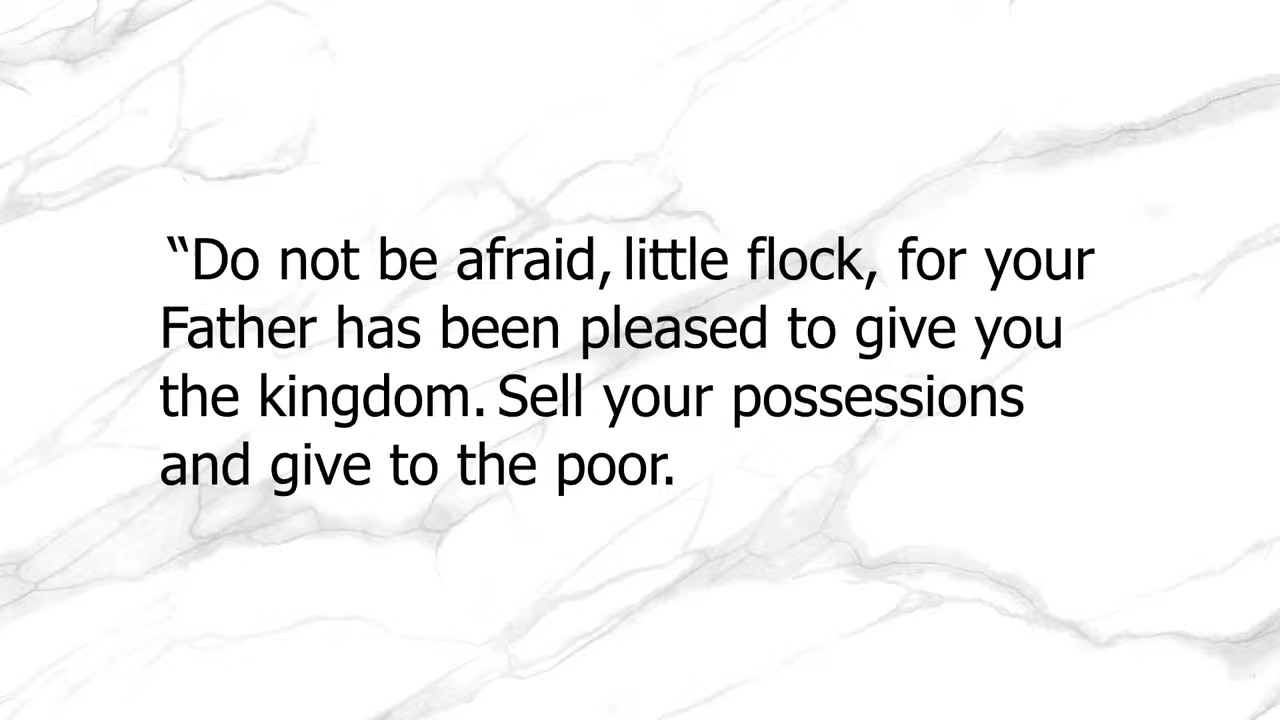 “Do not be afraid, little flock, for your
Father has been pleased to give you
the kingdom. Sell your possessions
and give to the poor.